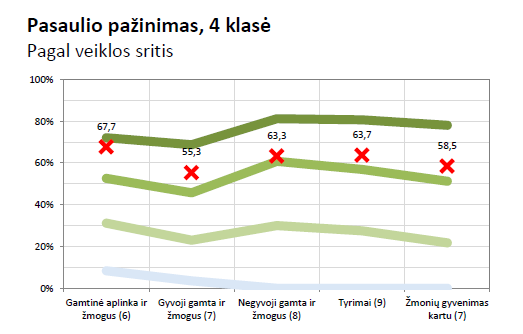 Pasaulio pažinimas, 4 klasė
Pagal veiklos sritis
100%
80%
60%
40%
20%
0%
67,7
55,3
63,3
63,7
58,5
Gamtinė aplinka ir
žmogus (6)
Gyvoji gamta ir
žmogus (7)
Negyvoji gamta ir
žmogus (8)
Tyrimai (9)
Žmonių gyvenimas
kartu (7)